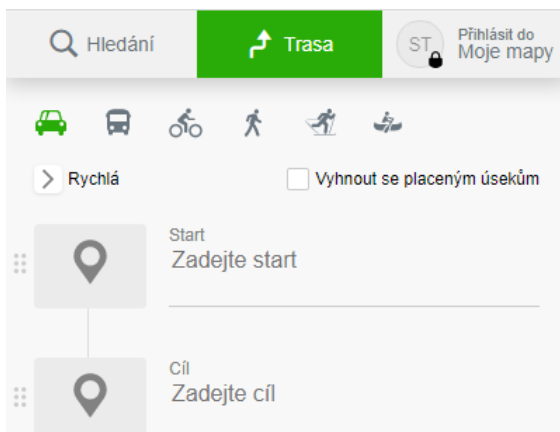 Hledání
Trasa
ST
Přihlásit do
Moje mapy
Rychlá
Vyhnout se placeným úsekům
Start
Zadejte start
Cíl
Zadejte cíl